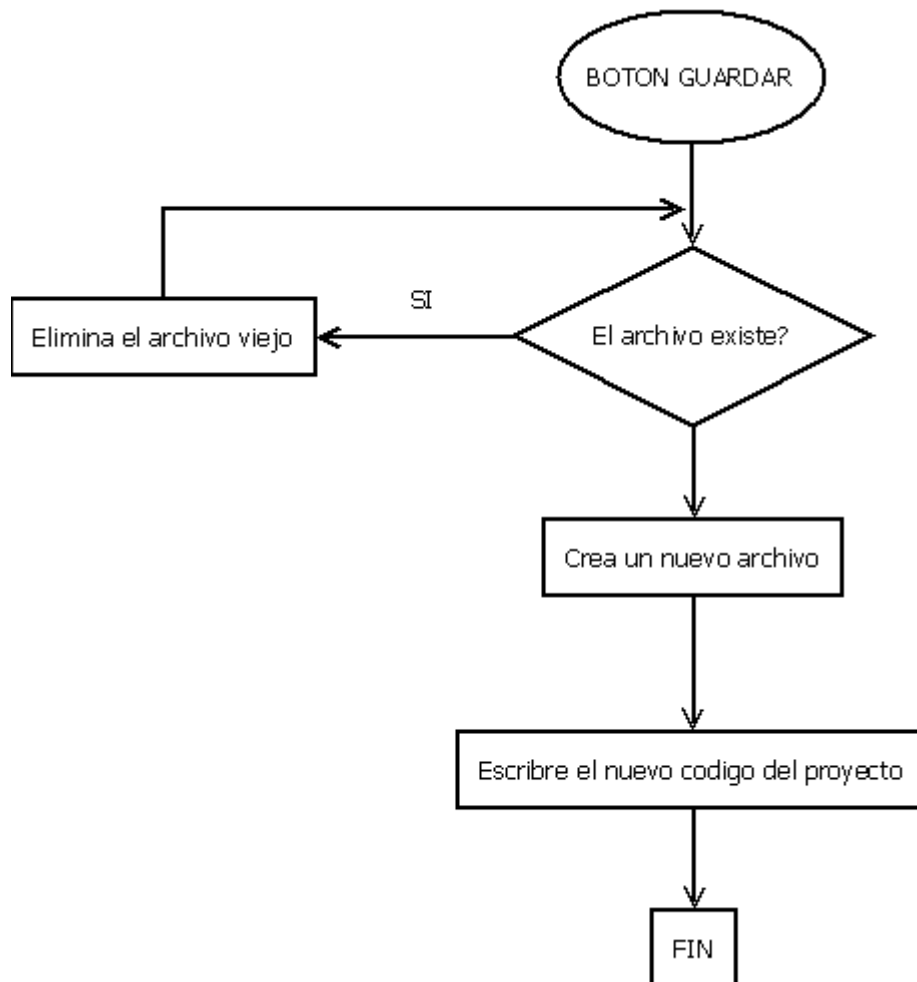 BOTON GUARDAR
SI
Elimina el archivo viejo
El archivo existe?
Crea un nuevo archivo
Escribre el nuevo codigo del proyecto
FIN